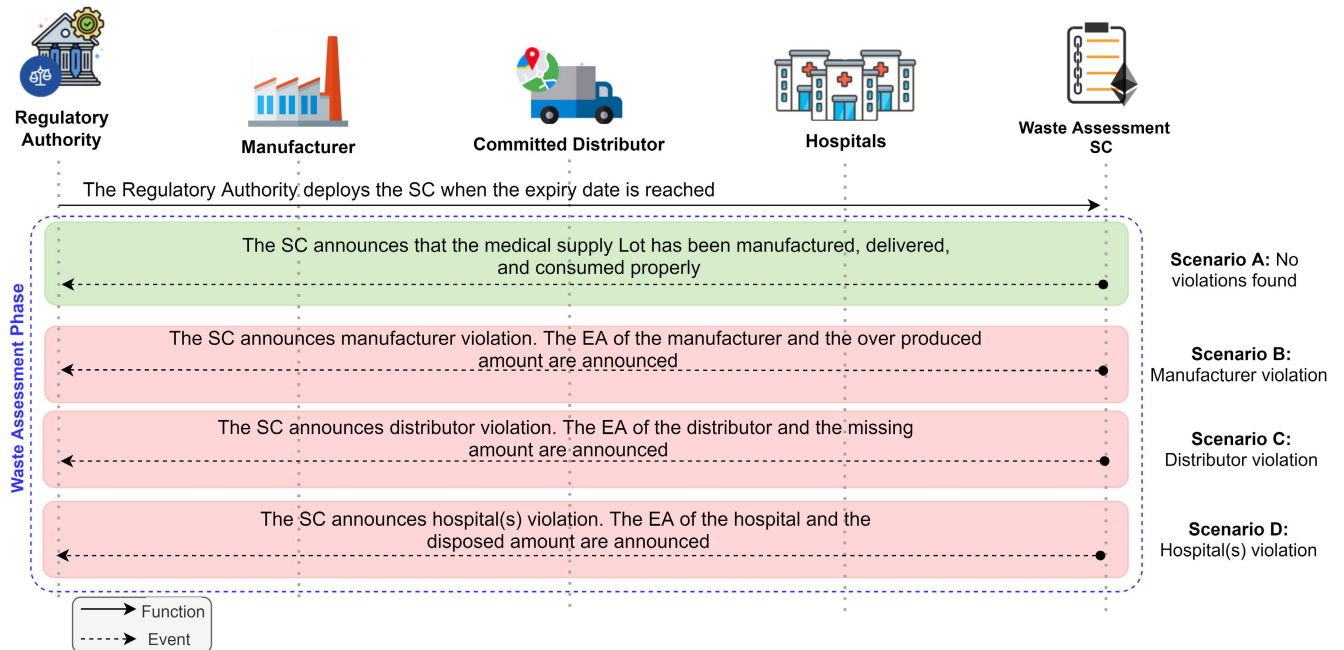 Regulatory
Authority
Manufacturer
Committed Distributor
Hospitals
Waste Assessment
SC
The Regulatory Authority deploys the SC when the expiry date is reached
Waste Assessment Phase
The SC announces that the medical supply Lot has been manufactured, delivered,
and consumed properly
Scenario A: No
violations found
The SC announces manufacturer violation. The EA of the manufacturer and the over produced
amount are announced
Scenario B:
Manufacturer violation
The SC announces distributor violation. The EA of the distributor and the missing
amount are announced
Scenario C:
Distributor violation
The SC announces hospital(s) violation. The EA of the hospital and the
disposed amount are announced
Scenario D:
Hospital(s) violation
Function
Event